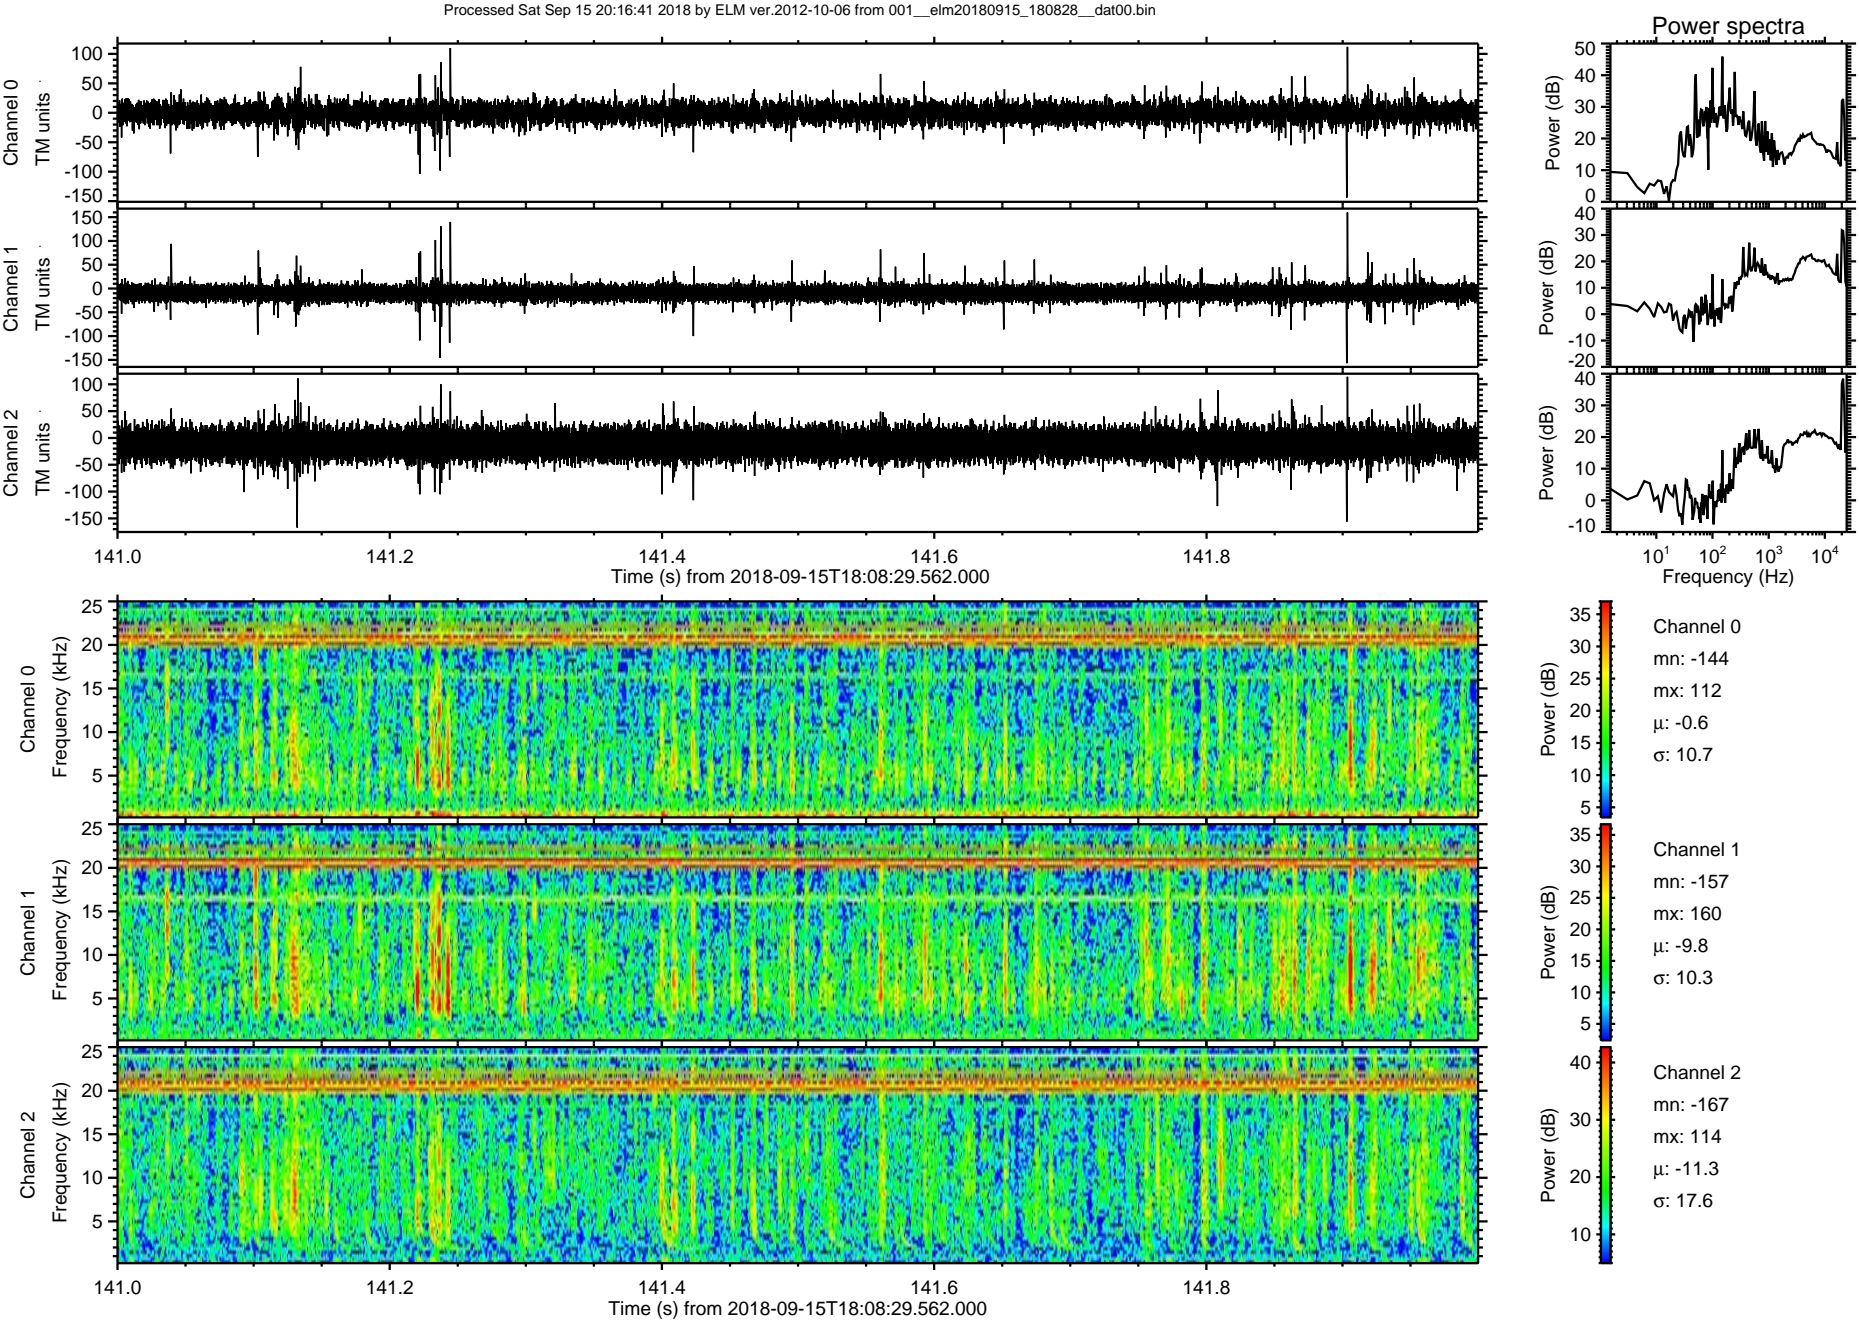 Processed Sat Sep 15 20:16:41 2018 by ELM ver.2012-10-06 from 001__elm20180915_180828__dat00.bin
Power spectra
Channel 0
TM units
100
50
0
-50
-100
-150
Power (dB)
50
40
30
20
10
0
Channel 1
TM units
150
100
50
0
-50
-100
-150
Power (dB)
40
30
20
10
0
-10
-20
Channel 2
TM units
100
50
0
-50
-100
-150
Power (dB)
40
30
20
10
0
-10
141.0 141.2 141.4 141.6 141.8
Time (s) from 2018-09-15T18:08:29.562.000
10^1 10^2 10^3 10^4
Frequency (Hz)
Channel 0
Frequency (kHz)
25
20
15
10
5
Power (dB)
35
30
25
20
15
10
5
Channel 0
mn: -144
mx: 112
μ: -0.6
σ: 10.7
Channel 1
Frequency (kHz)
25
20
15
10
5
Power (dB)
35
30
25
20
15
10
5
Channel 1
mn: -157
mx: 160
μ: -9.8
σ: 10.3
Channel 2
Frequency (kHz)
25
20
15
10
5
Power (dB)
40
30
20
10
Channel 2
mn: -167
mx: 114
μ: -11.3
σ: 17.6
141.0 141.2 141.4 141.6 141.8
Time (s) from 2018-09-15T18:08:29.562.000